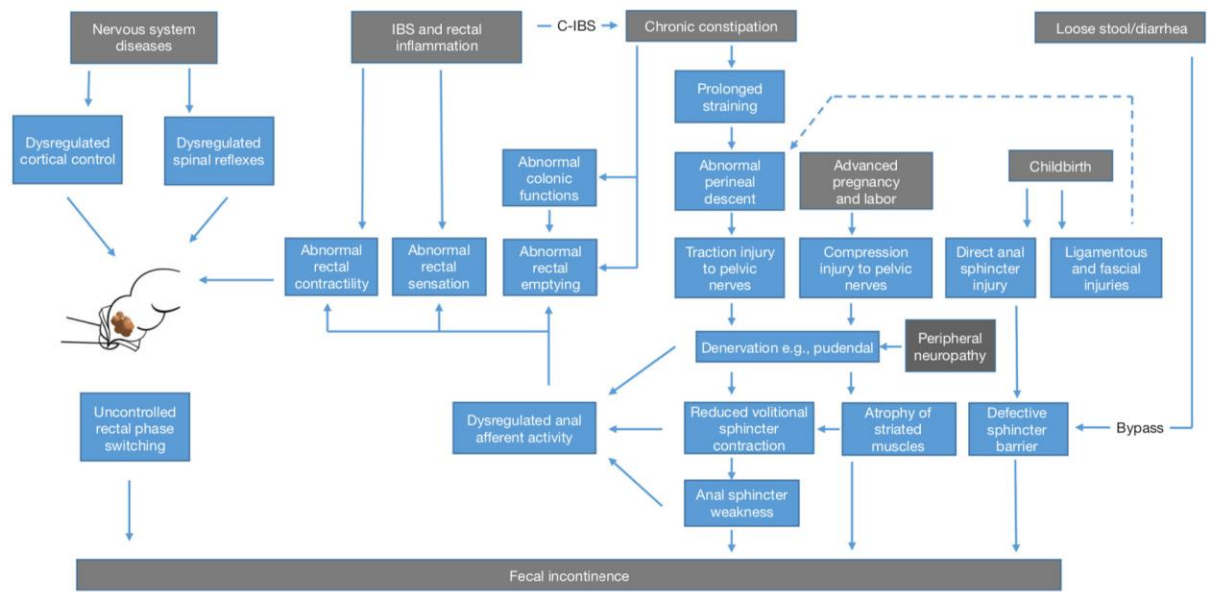 Nervous system
diseases
IBS and rectal
inflammation
C-IBS
Chronic constipation
Loose stool/diarrhea
Prolonged
straining
Dysregulated
cortical control
Dysregulated
spinal reflexes
Abnormal
colonic
functions
Abnormal
perineal
descent
Advanced
pregnancy
and labor
Childbirth
Abnormal
rectal
contractility
Abnormal
rectal
sensation
Abnormal
rectal
emptying
Traction injury
to pelvic
nerves
Compression
injury to pelvic
nerves
Direct anal
sphincter
injury
Ligamentous
and fascial
injuries
Denervation e.g., pudendal
Peripheral
neuropathy
Uncontrolled
rectal phase
switching
Dysregulated anal
afferent activity
Reduced volitional
sphincter
contraction
Atrophy of
striated
muscles
Defective
sphincter
barrier
Bypass
Anal sphincter
weakness
Fecal incontinence